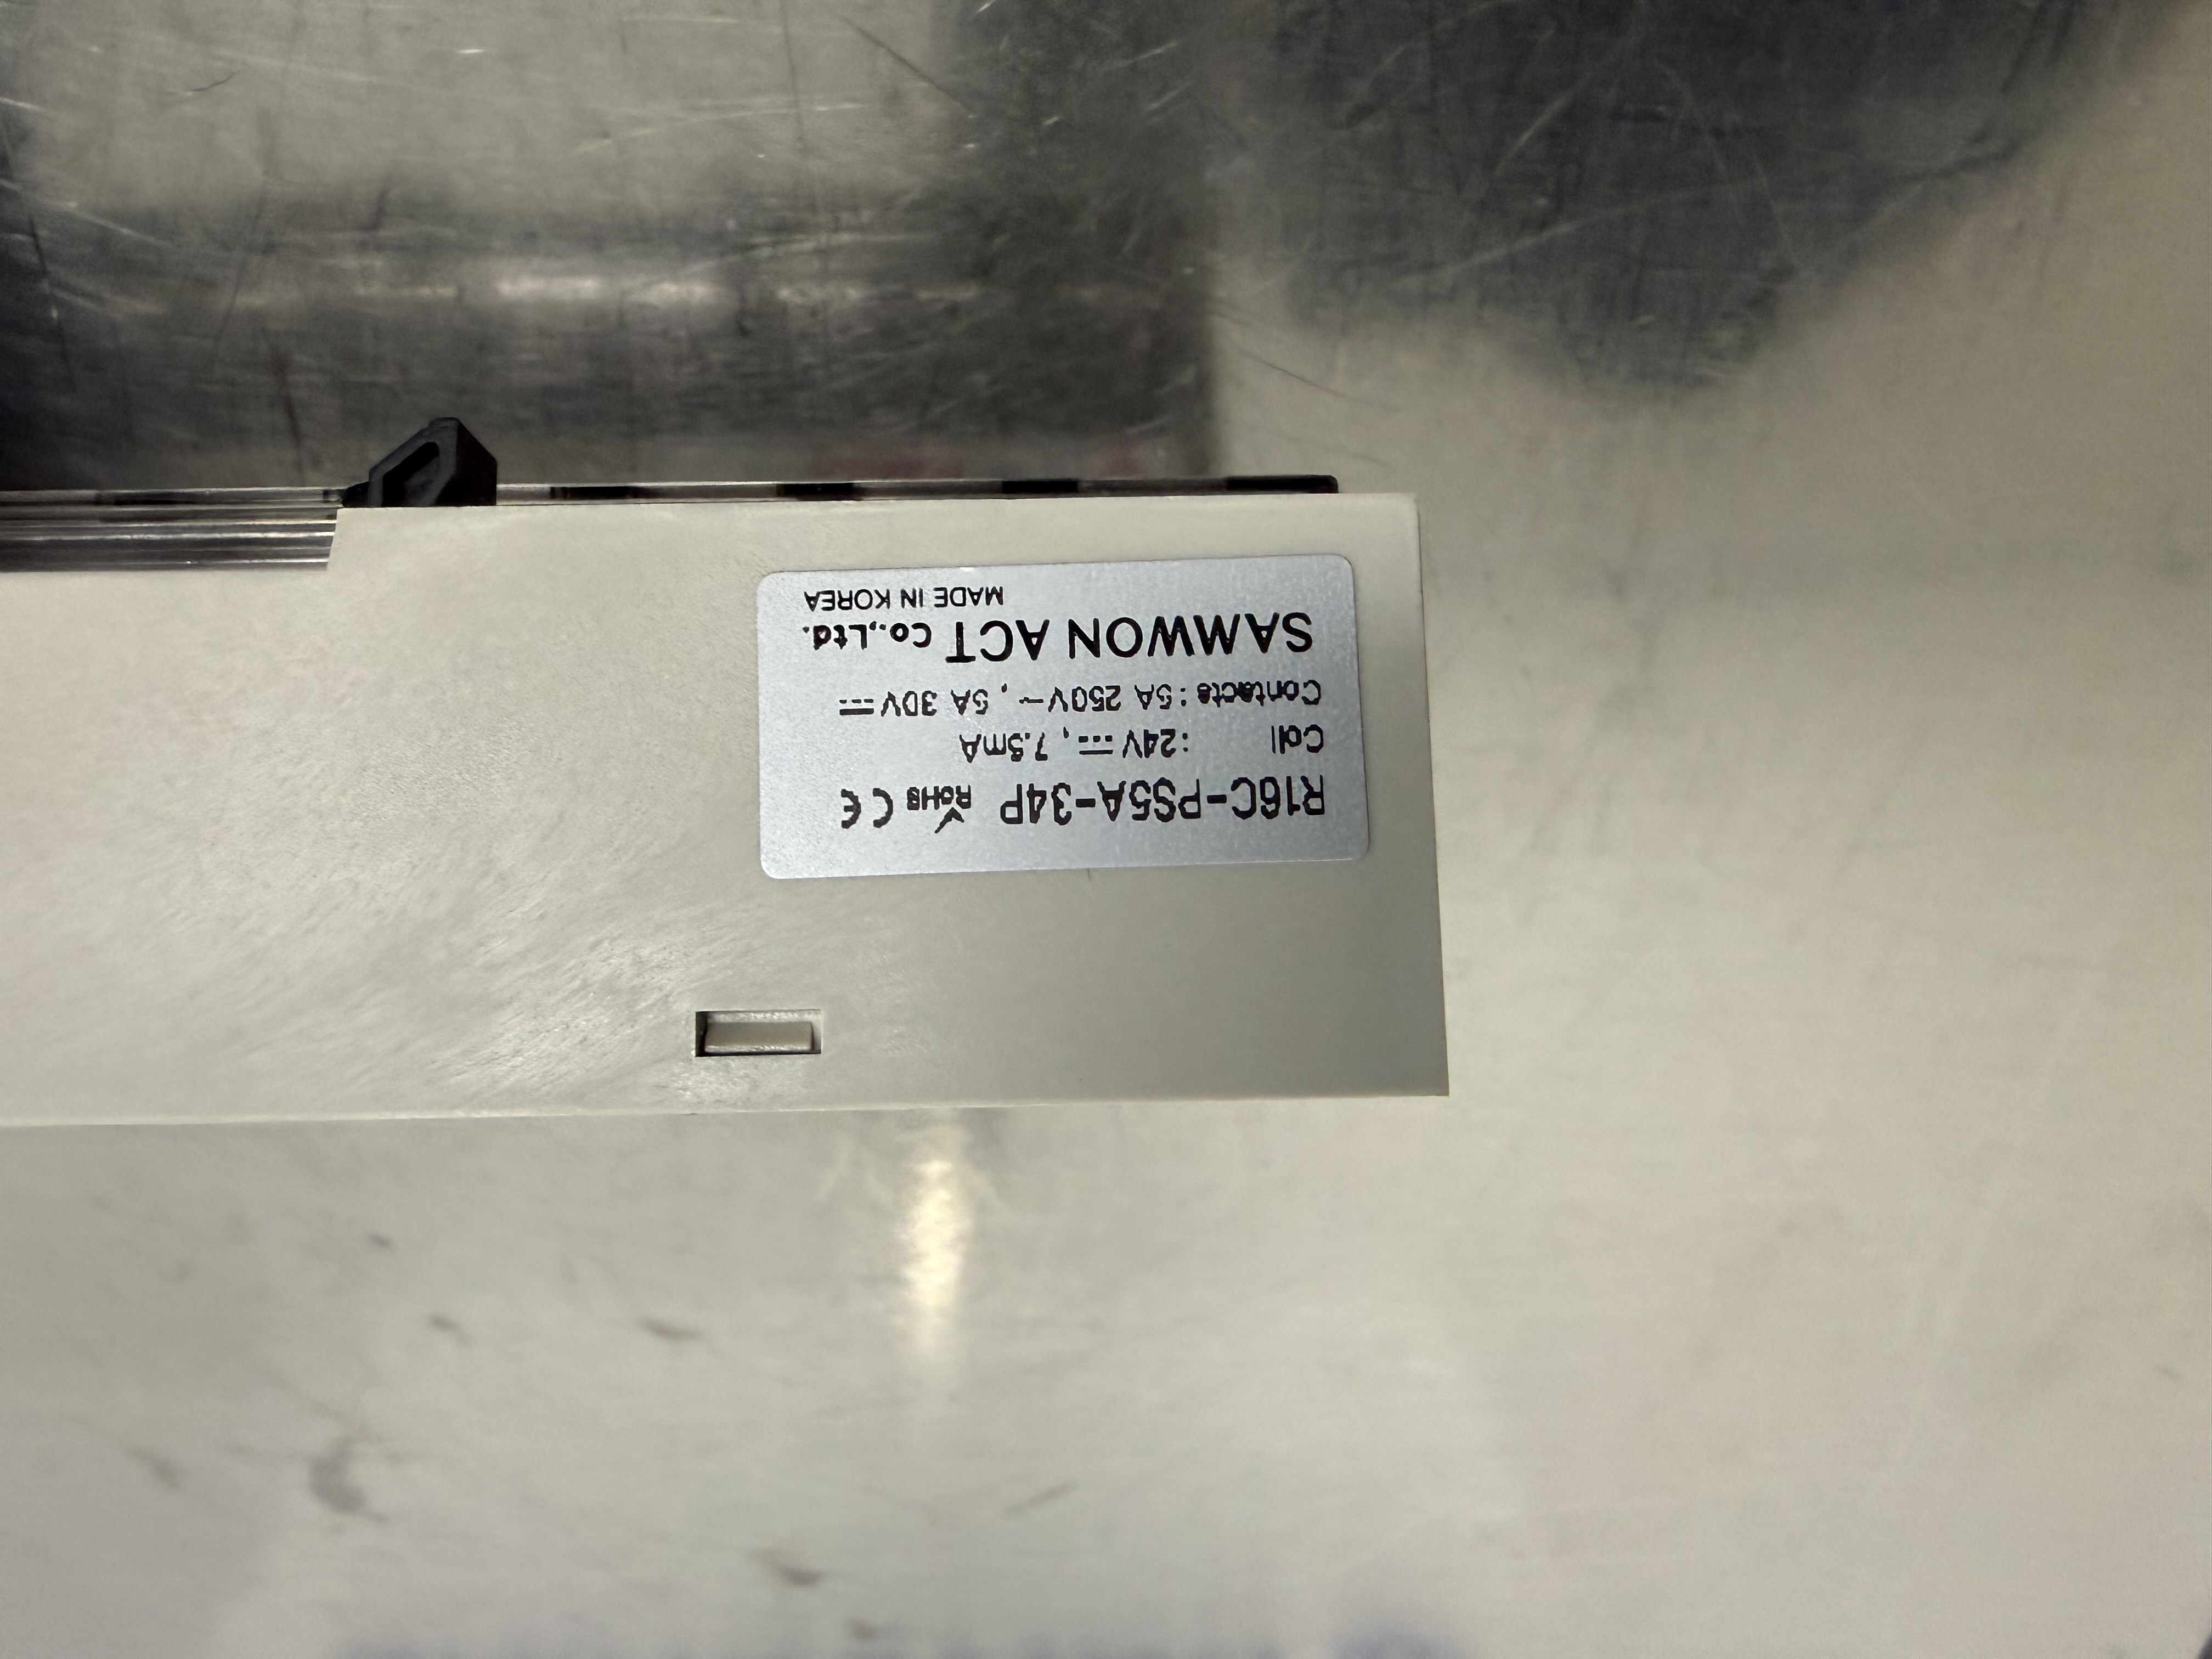 R16C-PS5A-34P RoHS CE
Coil :24V⎓, 7.5mA
Contacts:5A 250V~, 5A 30V⎓
SAMWON ACT Co.,Ltd.
MADE IN KOREA